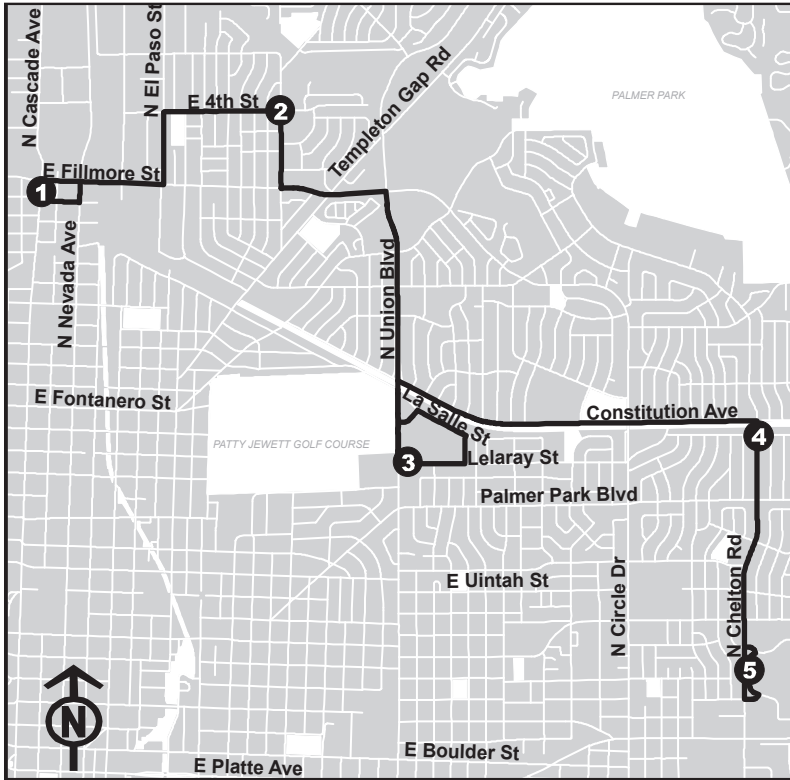 N Cascade Ave
N El Paso St
E 4th St
2
Templeton Gap Rd
PALMER PARK
E Fillmore St
1
N Nevada Ave
N Union Blvd
E Fontanero St
La Salle St
Constitution Ave
PATTY JEWETT GOLF COURSE
3
Lelaray St
4
Palmer Park Blvd
E Uintah St
N Circle Dr
N Chelton Rd
5
N
E Platte Ave
E Boulder St